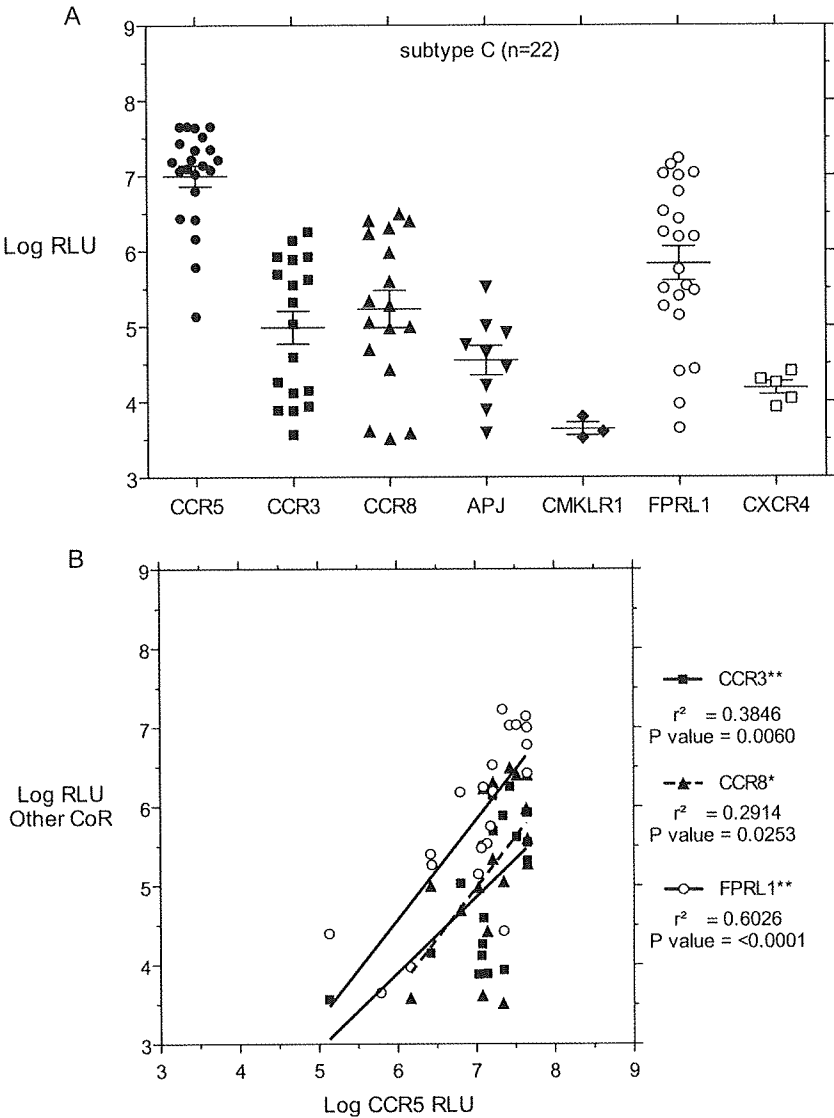 A
subtype C (n=22)
Log RLU
9
8
7
6
5
4
3
CCR5 CCR3 CCR8 APJ CMKLR1 FPRL1 CXCR4
B
Log RLU
Other CoR
9
8
7
6
5
4
3
3 4 5 6 7 8 9
Log CCR5 RLU
CCR3**
r² = 0.3846
P value = 0.0060
CCR8*
r² = 0.2914
P value = 0.0253
FPRL1**
r² = 0.6026
P value = <0.0001